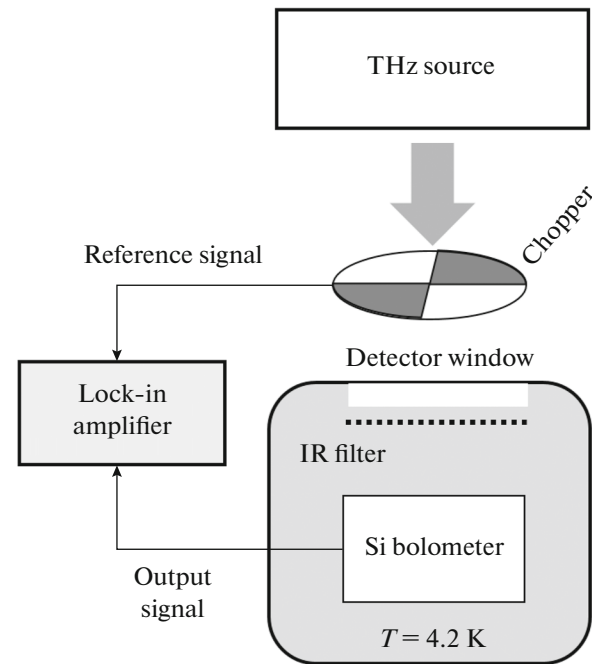 THz source
Chopper
Reference signal
Detector window
Lock-in
amplifier
IR filter
Si bolometer
Output
signal
T = 4.2 K